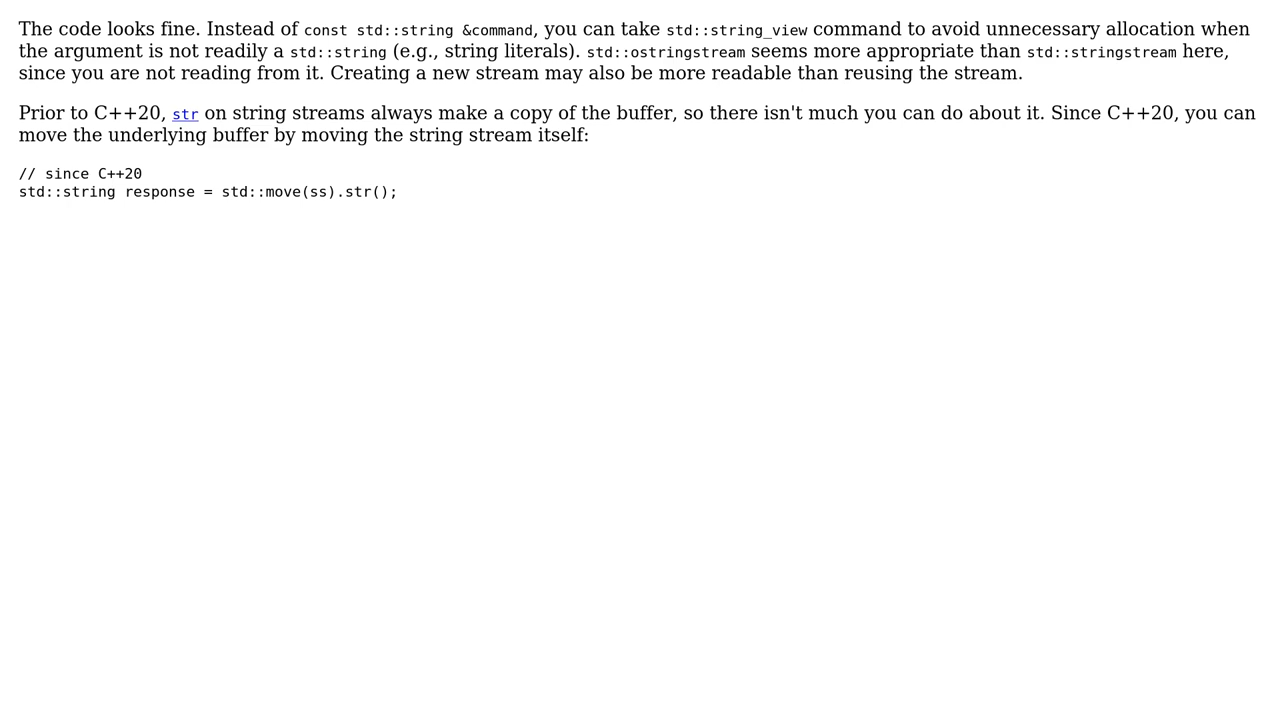 The code looks fine. Instead of const std::string &command, you can take std::string_view command to avoid unnecessary allocation when
the argument is not readily a std::string (e.g., string literals). std::ostringstream seems more appropriate than std::stringstream here,
since you are not reading from it. Creating a new stream may also be more readable than reusing the stream.
Prior to C++20, str on string streams always make a copy of the buffer, so there isn't much you can do about it. Since C++20, you can
move the underlying buffer by moving the string stream itself:
// since C++20
std::string response = std::move(ss).str();